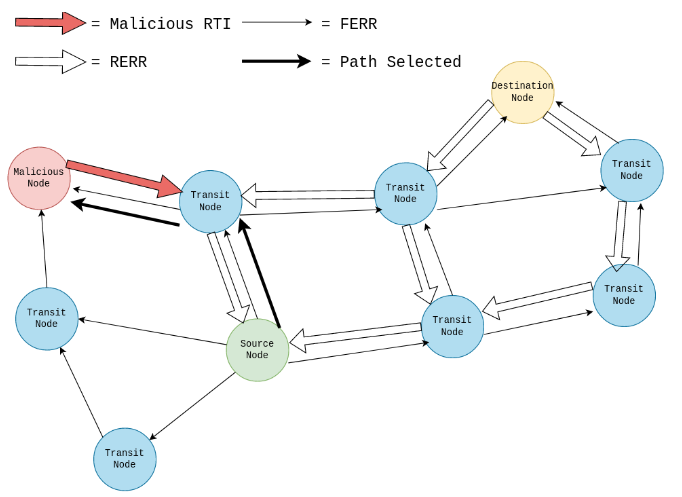 = Malicious RTI
= FERR
= RERR
= Path Selected
Destination
Node
Malicious
Node
Transit
Node
Transit
Node
Transit
Node
Transit
Node
Transit
Node
Transit
Node
Source
Node
Transit
Node